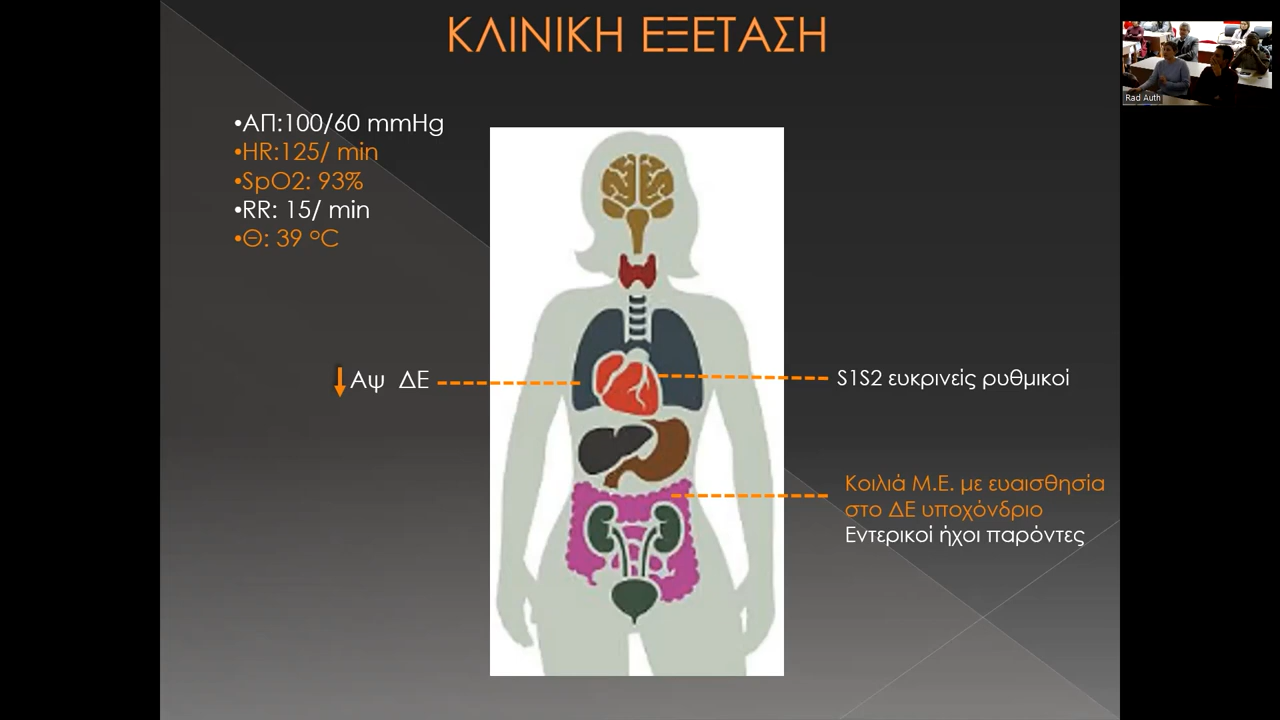 ΚΛΙΝΙΚΗ ΕΞΕΤΑΣΗ
•ΑΠ:100/60 mmHg
•HR:125/ min
•SpO2: 93%
•RR: 15/ min
•Θ: 39 °C
Αψ ΔΕ
S1S2 ευκρινείς ρυθμικοί
Κοιλιά Μ.Ε. με ευαισθησία
στο ΔΕ υποχόνδριο
Εντερικοί ήχοι παρόντες
Rad Auth